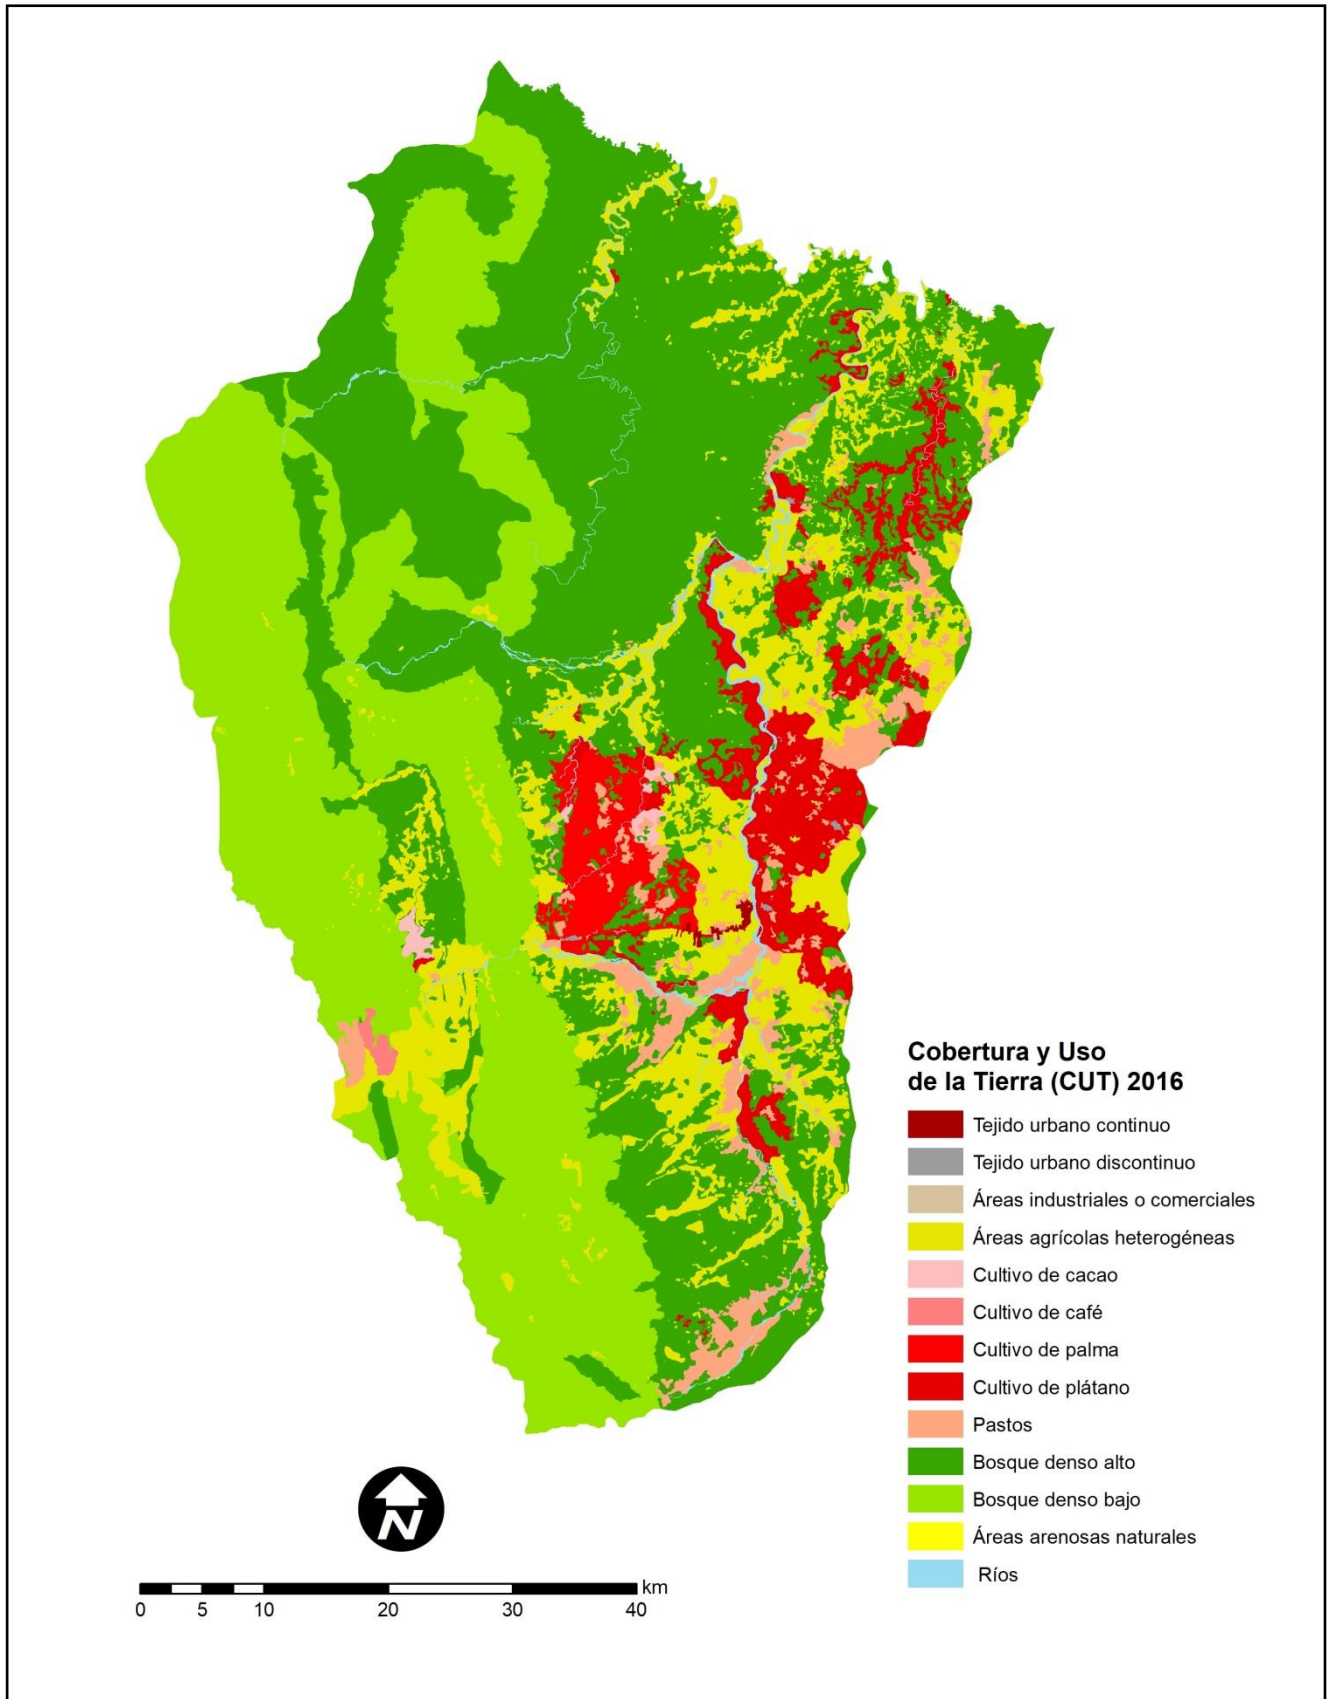 Cobertura y Uso
de la Tierra (CUT) 2016
Tejido urbano continuo
Tejido urbano discontinuo
Áreas industriales o comerciales
Áreas agrícolas heterogéneas
Cultivo de cacao
Cultivo de café
Cultivo de palma
Cultivo de plátano
Pastos
Bosque denso alto
Bosque denso bajo
Áreas arenosas naturales
Ríos
N
km
0 5 10 20 30 40